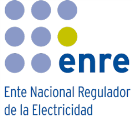 enre
Ente Nacional Regulador
de la Electricidad